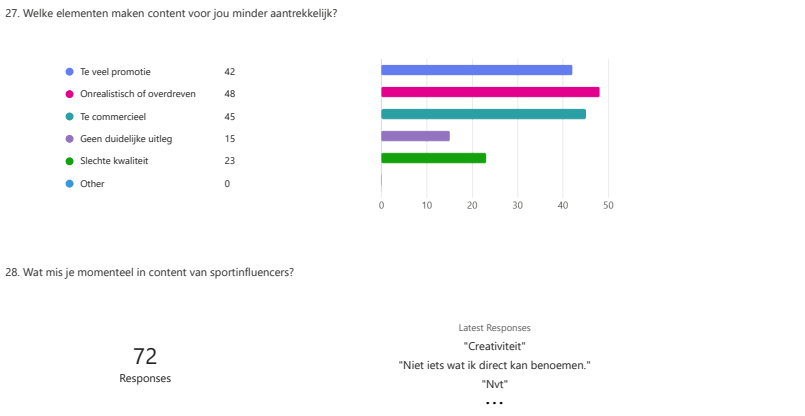 27. Welke elementen maken content voor jou minder aantrekkelijk?
Te veel promotie 42
Onrealistisch of overdreven 48
Te commercieel 45
Geen duidelijke uitleg 15
Slechte kwaliteit 23
Other 0
0 10 20 30 40 50
28. Wat mis je momenteel in content van sportinfluencers?
72
Responses
Latest Responses
"Creativiteit"
"Niet iets wat ik direct kan benoemen."
"Nvt"
...